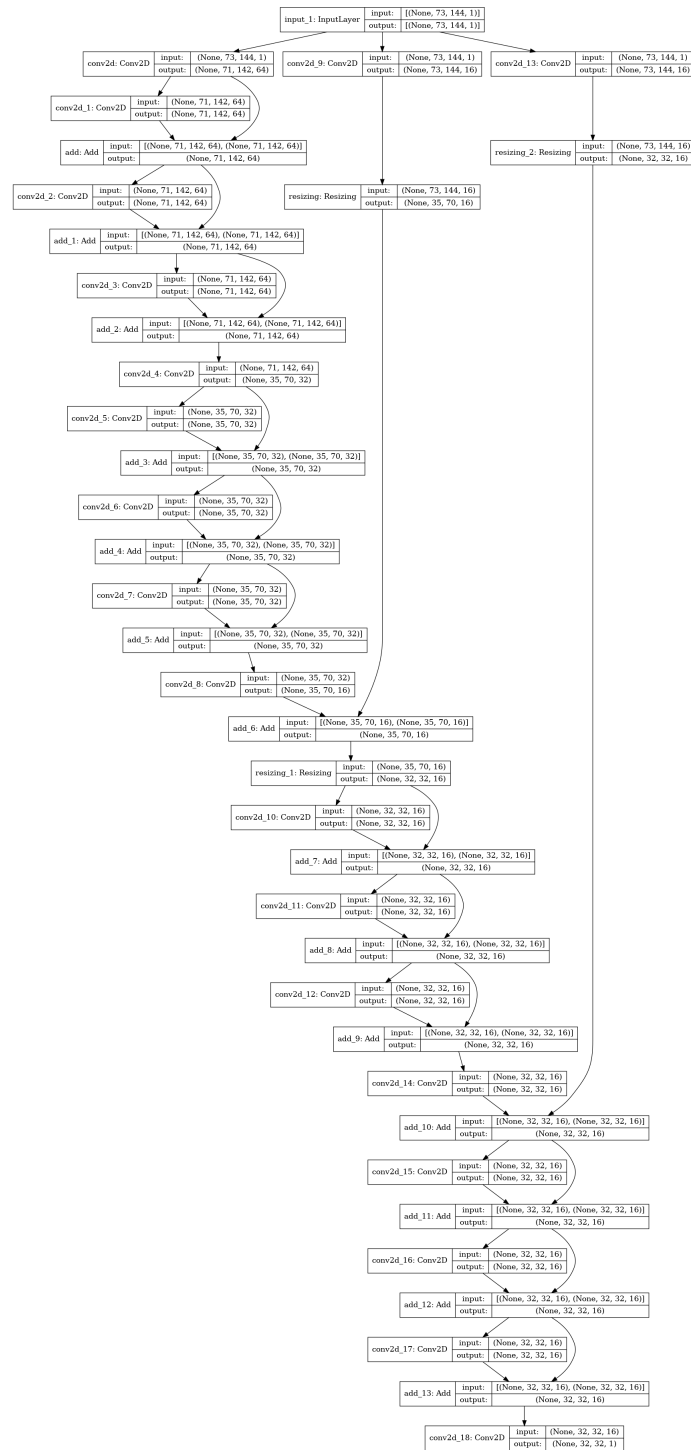 input_1: InputLayer input: [(None, 73, 144, 1)]
output: [(None, 73, 144, 1)]
conv2d: Conv2D input: (None, 73, 144, 1)
output: (None, 71, 142, 64)
conv2d_9: Conv2D input: (None, 73, 144, 1)
output: (None, 73, 144, 16)
conv2d_13: Conv2D input: (None, 73, 144, 1)
output: (None, 73, 144, 16)
conv2d_1: Conv2D input: (None, 71, 142, 64)
output: (None, 71, 142, 64)
add: Add input: [(None, 71, 142, 64), (None, 71, 142, 64)]
output: (None, 71, 142, 64)
resizing_2: Resizing input: (None, 73, 144, 16)
output: (None, 32, 32, 16)
conv2d_2: Conv2D input: (None, 71, 142, 64)
output: (None, 71, 142, 64)
resizing: Resizing input: (None, 73, 144, 16)
output: (None, 35, 70, 16)
add_1: Add input: [(None, 71, 142, 64), (None, 71, 142, 64)]
output: (None, 71, 142, 64)
conv2d_3: Conv2D input: (None, 71, 142, 64)
output: (None, 71, 142, 64)
add_2: Add input: [(None, 71, 142, 64), (None, 71, 142, 64)]
output: (None, 71, 142, 64)
conv2d_4: Conv2D input: (None, 71, 142, 64)
output: (None, 35, 70, 32)
conv2d_5: Conv2D input: (None, 35, 70, 32)
output: (None, 35, 70, 32)
add_3: Add input: [(None, 35, 70, 32), (None, 35, 70, 32)]
output: (None, 35, 70, 32)
conv2d_6: Conv2D input: (None, 35, 70, 32)
output: (None, 35, 70, 32)
add_4: Add input: [(None, 35, 70, 32), (None, 35, 70, 32)]
output: (None, 35, 70, 32)
conv2d_7: Conv2D input: (None, 35, 70, 32)
output: (None, 35, 70, 32)
add_5: Add input: [(None, 35, 70, 32), (None, 35, 70, 32)]
output: (None, 35, 70, 32)
conv2d_8: Conv2D input: (None, 35, 70, 32)
output: (None, 35, 70, 16)
add_6: Add input: [(None, 35, 70, 16), (None, 35, 70, 16)]
output: (None, 35, 70, 16)
resizing_1: Resizing input: (None, 35, 70, 16)
output: (None, 32, 32, 16)
conv2d_10: Conv2D input: (None, 32, 32, 16)
output: (None, 32, 32, 16)
add_7: Add input: [(None, 32, 32, 16), (None, 32, 32, 16)]
output: (None, 32, 32, 16)
conv2d_11: Conv2D input: (None, 32, 32, 16)
output: (None, 32, 32, 16)
add_8: Add input: [(None, 32, 32, 16), (None, 32, 32, 16)]
output: (None, 32, 32, 16)
conv2d_12: Conv2D input: (None, 32, 32, 16)
output: (None, 32, 32, 16)
add_9: Add input: [(None, 32, 32, 16), (None, 32, 32, 16)]
output: (None, 32, 32, 16)
conv2d_14: Conv2D input: (None, 32, 32, 16)
output: (None, 32, 32, 16)
add_10: Add input: [(None, 32, 32, 16), (None, 32, 32, 16)]
output: (None, 32, 32, 16)
conv2d_15: Conv2D input: (None, 32, 32, 16)
output: (None, 32, 32, 16)
add_11: Add input: [(None, 32, 32, 16), (None, 32, 32, 16)]
output: (None, 32, 32, 16)
conv2d_16: Conv2D input: (None, 32, 32, 16)
output: (None, 32, 32, 16)
add_12: Add input: [(None, 32, 32, 16), (None, 32, 32, 16)]
output: (None, 32, 32, 16)
conv2d_17: Conv2D input: (None, 32, 32, 16)
output: (None, 32, 32, 16)
add_13: Add input: [(None, 32, 32, 16), (None, 32, 32, 16)]
output: (None, 32, 32, 16)
conv2d_18: Conv2D input: (None, 32, 32, 16)
output: (None, 32, 32, 1)